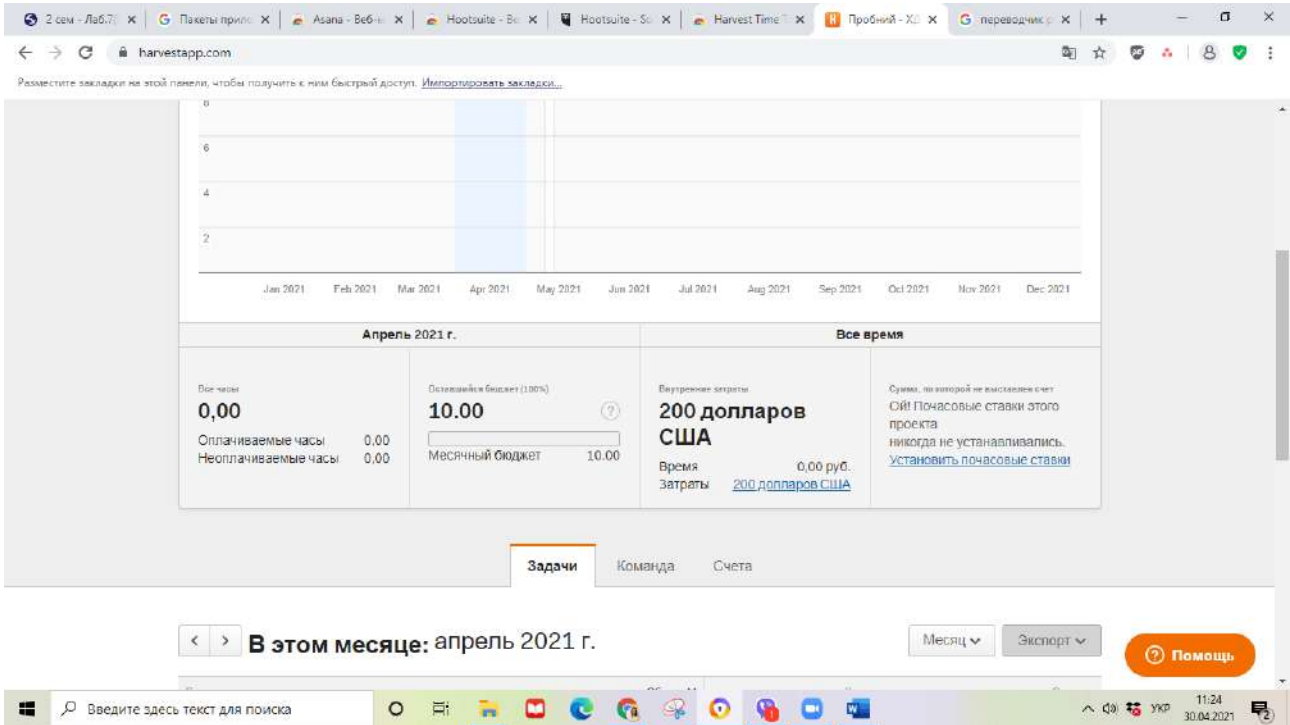 2 сем - Лаб.7(
Пакеты прило
Asana - Веб-и
Hootsuite - Ве
Hootsuite - So
Harvest Time T
Пробний - ХД
переводчик р
harvestapp.com
Разместите закладки на этой панели, чтобы получить к ним быстрый доступ. Импортировать закладки...
8
6
4
2
Jan 2021 Feb 2021 Mar 2021 Apr 2021 May 2021 Jun 2021 Jul 2021 Aug 2021 Sep 2021 Oct 2021 Nov 2021 Dec 2021
Апрель 2021 г.
Все время
Все часы
0,00
Оплачиваемые часы 0,00
Неоплачиваемые часы 0,00
Оставшийся бюджет (100%)
10.00
Месячный бюджет 10.00
Внутренние затраты
200 долларов
США
Время 0,00 руб.
Затраты 200 долларов США
Сумма, по которой не выставлен счет
Ой! Почасовые ставки этого
проекта
никогда не устанавливались.
Установить почасовые ставки
Задачи Команда Счета
В этом месяце: апрель 2021 г.
Месяц
Экспорт
Помощь
Введите здесь текст для поиска
УКР
11:24
30.04.2021
2